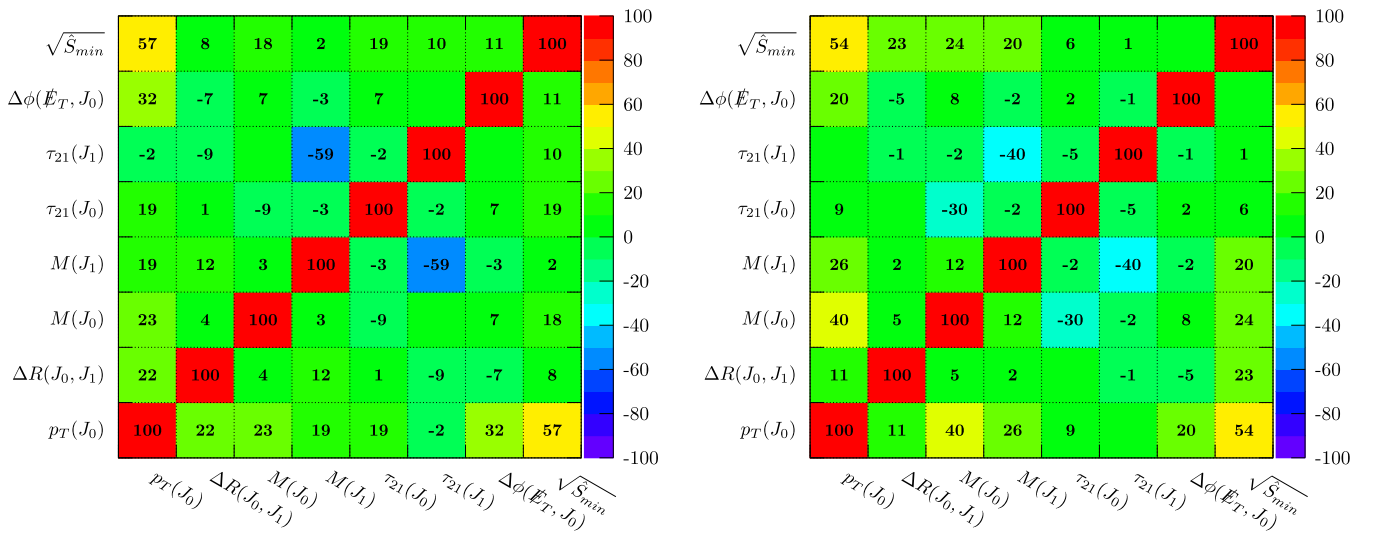 √Ŝ_min 57 8 18 2 19 10 11 100
Δϕ(E̸_T, J_0) 32 -7 7 -3 7 100 11
τ_21(J_1) -2 -9 -59 -2 100 10
τ_21(J_0) 19 1 -9 -3 100 -2 7 19
M(J_1) 19 12 3 100 -3 -59 -3 2
M(J_0) 23 4 100 3 -9 7 18
ΔR(J_0, J_1) 22 100 4 12 1 -9 -7 8
p_T(J_0) 100 22 23 19 19 -2 32 57
p_T(J_0) ΔR(J_0, J_1) M(J_0) M(J_1) τ_21(J_0) τ_21(J_1) Δϕ(E̸_T, J_0) √Ŝ_min
100
80
60
40
20
0
-20
-40
-60
-80
-100
√Ŝ_min 54 23 24 20 6 1 100
Δϕ(E̸_T, J_0) 20 -5 8 -2 2 -1 100
τ_21(J_1) -1 -2 -40 -5 100 -1 1
τ_21(J_0) 9 -30 -2 100 -5 2 6
M(J_1) 26 2 12 100 -2 -40 -2 20
M(J_0) 40 5 100 12 -30 -2 8 24
ΔR(J_0, J_1) 11 100 5 2 -1 -5 23
p_T(J_0) 100 11 40 26 9 20 54
p_T(J_0) ΔR(J_0, J_1) M(J_0) M(J_1) τ_21(J_0) τ_21(J_1) Δϕ(E̸_T, J_0) √Ŝ_min
100
80
60
40
20
0
-20
-40
-60
-80
-100